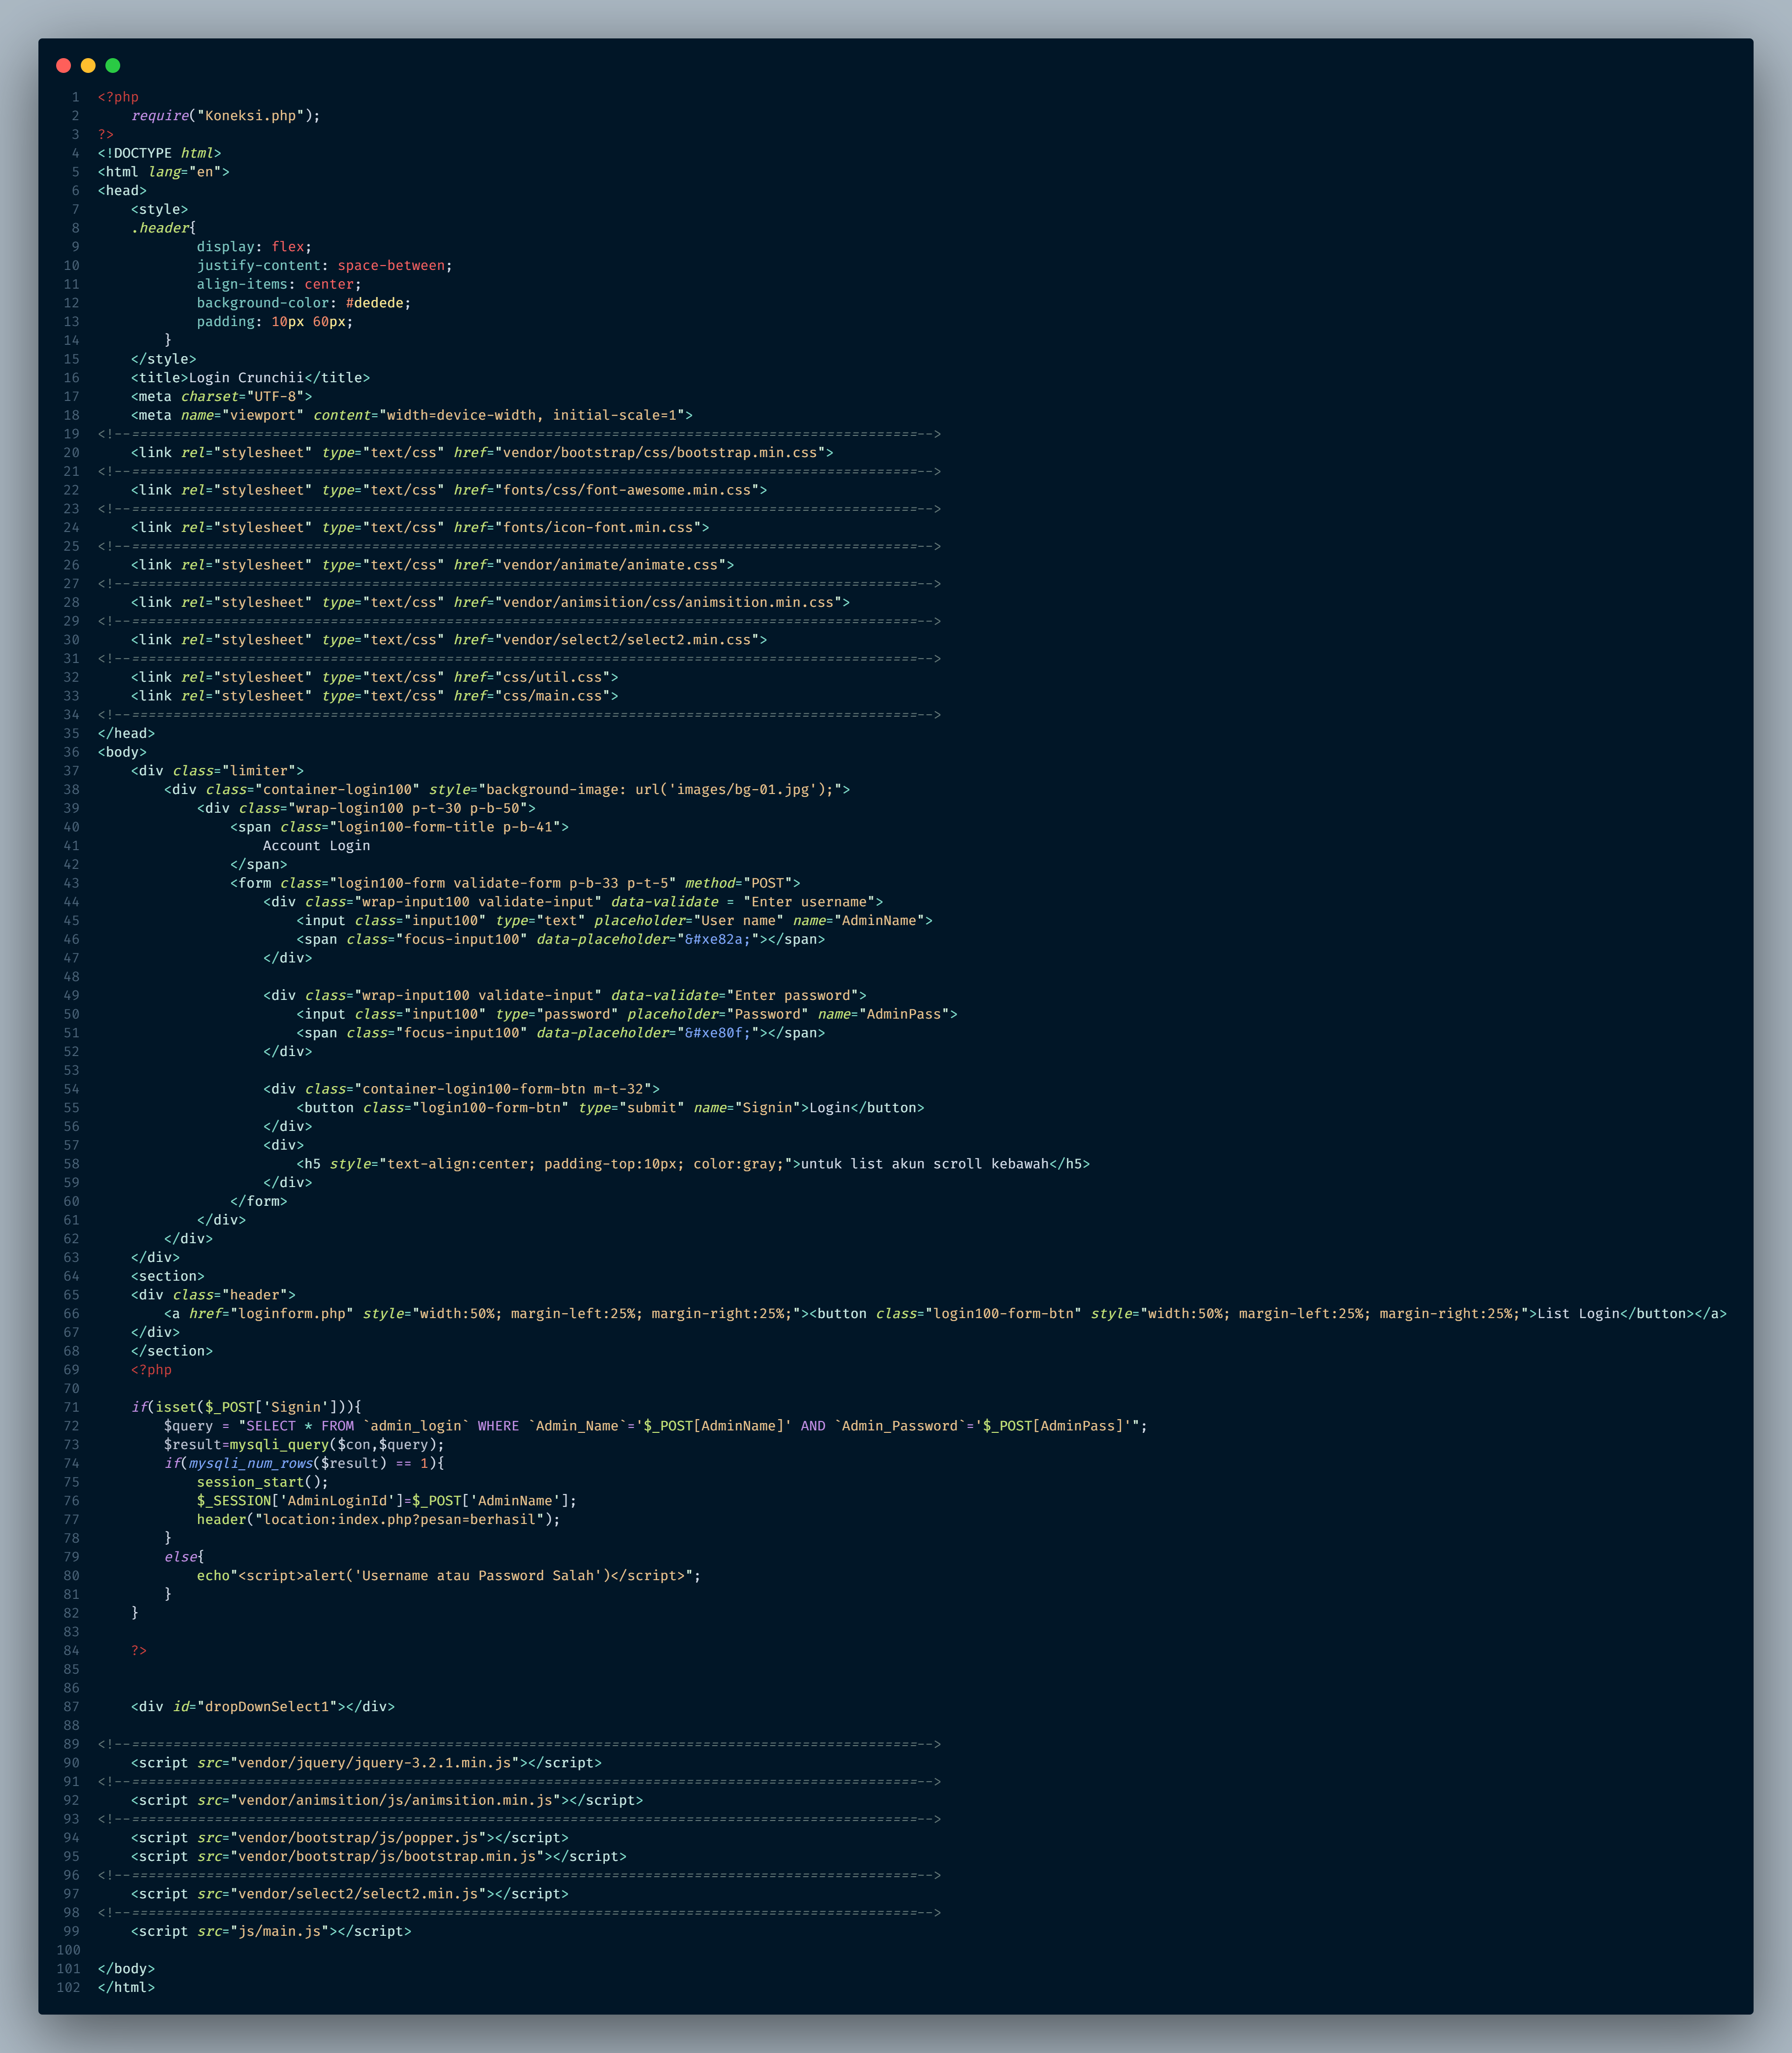 1 <?php
2     require("Koneksi.php");
3 ?>
4 <!DOCTYPE html>
5 <html lang="en">
6 <head>
7     <style>
8     .header{
9             display: flex;
10             justify-content: space-between;
11             align-items: center;
12             background-color: #dedede;
13             padding: 10px 60px;
14         }
15     </style>
16     <title>Login Crunchii</title>
17     <meta charset="UTF-8">
18     <meta name="viewport" content="width=device-width, initial-scale=1">
19 <!--===============================================================================================-->
20     <link rel="stylesheet" type="text/css" href="vendor/bootstrap/css/bootstrap.min.css">
21 <!--===============================================================================================-->
22     <link rel="stylesheet" type="text/css" href="fonts/css/font-awesome.min.css">
23 <!--===============================================================================================-->
24     <link rel="stylesheet" type="text/css" href="fonts/icon-font.min.css">
25 <!--===============================================================================================-->
26     <link rel="stylesheet" type="text/css" href="vendor/animate/animate.css">
27 <!--===============================================================================================-->
28     <link rel="stylesheet" type="text/css" href="vendor/animsition/css/animsition.min.css">
29 <!--===============================================================================================-->
30     <link rel="stylesheet" type="text/css" href="vendor/select2/select2.min.css">
31 <!--===============================================================================================-->
32     <link rel="stylesheet" type="text/css" href="css/util.css">
33     <link rel="stylesheet" type="text/css" href="css/main.css">
34 <!--===============================================================================================-->
35 </head>
36 <body>
37     <div class="limiter">
38         <div class="container-login100" style="background-image: url('images/bg-01.jpg');">
39             <div class="wrap-login100 p-t-30 p-b-50">
40                 <span class="login100-form-title p-b-41">
41                     Account Login
42                 </span>
43                 <form class="login100-form validate-form p-b-33 p-t-5" method="POST">
44                     <div class="wrap-input100 validate-input" data-validate = "Enter username">
45                         <input class="input100" type="text" placeholder="User name" name="AdminName">
46                         <span class="focus-input100" data-placeholder="&#xe82a;"></span>
47                     </div>
48
49                     <div class="wrap-input100 validate-input" data-validate="Enter password">
50                         <input class="input100" type="password" placeholder="Password" name="AdminPass">
51                         <span class="focus-input100" data-placeholder="&#xe80f;"></span>
52                     </div>
53
54                     <div class="container-login100-form-btn m-t-32">
55                         <button class="login100-form-btn" type="submit" name="Signin">Login</button>
56                     </div>
57                     <div>
58                         <h5 style="text-align:center; padding-top:10px; color:gray;">untuk list akun scroll kebawah</h5>
59                     </div>
60                 </form>
61             </div>
62         </div>
63     </div>
64     <section>
65     <div class="header">
66         <a href="loginform.php" style="width:50%; margin-left:25%; margin-right:25%;"><button class="login100-form-btn" style="width:50%; margin-left:25%; margin-right:25%;">List Login</button></a>
67     </div>
68     </section>
69     <?php
70
71     if(isset($_POST['Signin'])){
72         $query = "SELECT * FROM `admin_login` WHERE `Admin_Name`='$_POST[AdminName]' AND `Admin_Password`='$_POST[AdminPass]'";
73         $result=mysqli_query($con,$query);
74         if(mysqli_num_rows($result) == 1){
75             session_start();
76             $_SESSION['AdminLoginId']=$_POST['AdminName'];
77             header("location:index.php?pesan=berhasil");
78         }
79         else{
80             echo"<script>alert('Username atau Password Salah')</script>";
81         }
82     }
83
84     ?>
85
86
87     <div id="dropDownSelect1"></div>
88
89 <!--===============================================================================================-->
90     <script src="vendor/jquery/jquery-3.2.1.min.js"></script>
91 <!--===============================================================================================-->
92     <script src="vendor/animsition/js/animsition.min.js"></script>
93 <!--===============================================================================================-->
94     <script src="vendor/bootstrap/js/popper.js"></script>
95     <script src="vendor/bootstrap/js/bootstrap.min.js"></script>
96 <!--===============================================================================================-->
97     <script src="vendor/select2/select2.min.js"></script>
98 <!--===============================================================================================-->
99     <script src="js/main.js"></script>
100
101 </body>
102 </html>